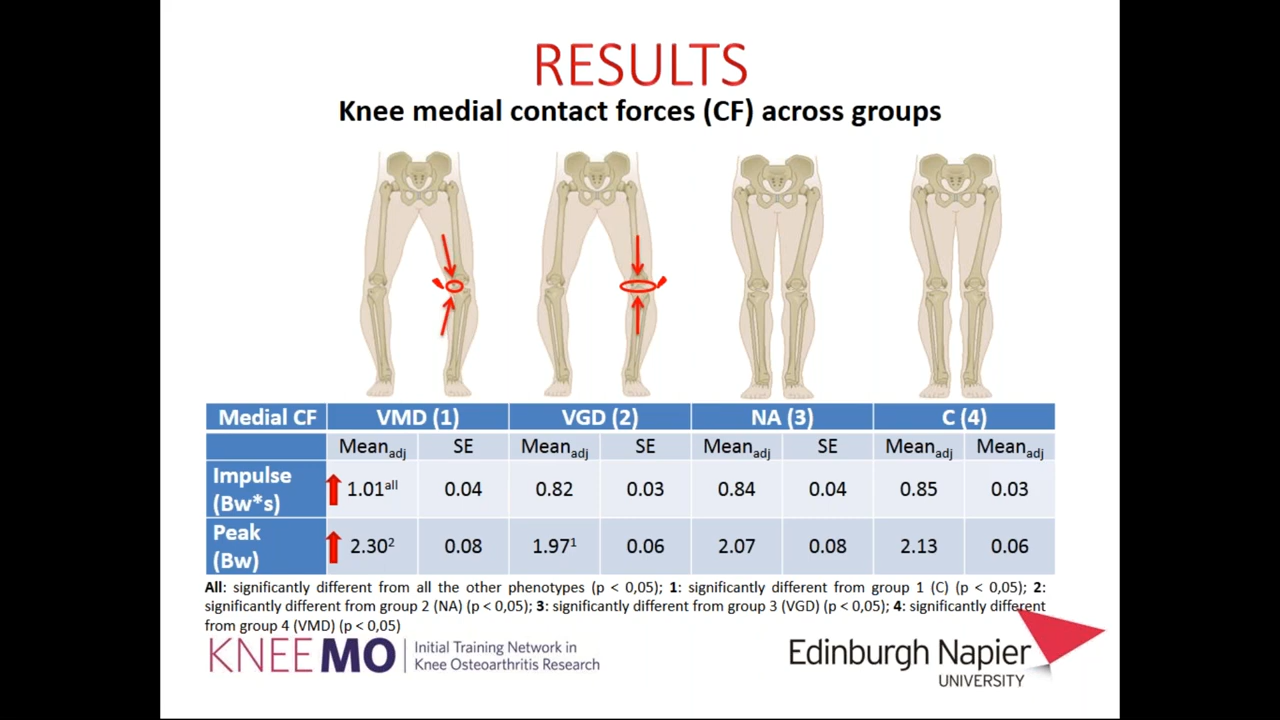 RESULTS
Knee medial contact forces (CF) across groups
Medial CF VMD (1) VGD (2) NA (3) C (4)
Meanadj SE Meanadj SE Meanadj SE Meanadj Meanadj
Impulse (Bw*s) 1.01all 0.04 0.82 0.03 0.84 0.04 0.85 0.03
Peak (Bw) 2.302 0.08 1.971 0.06 2.07 0.08 2.13 0.06
All: significantly different from all the other phenotypes (p < 0,05); 1: significantly different from group 1 (C) (p < 0,05); 2:
significantly different from group 2 (NA) (p < 0,05); 3: significantly different from group 3 (VGD) (p < 0,05); 4: significantly different
from group 4 (VMD) (p < 0,05)
KNEEMO Initial Training Network in
Knee Osteoarthritis Research
Edinburgh Napier
UNIVERSITY